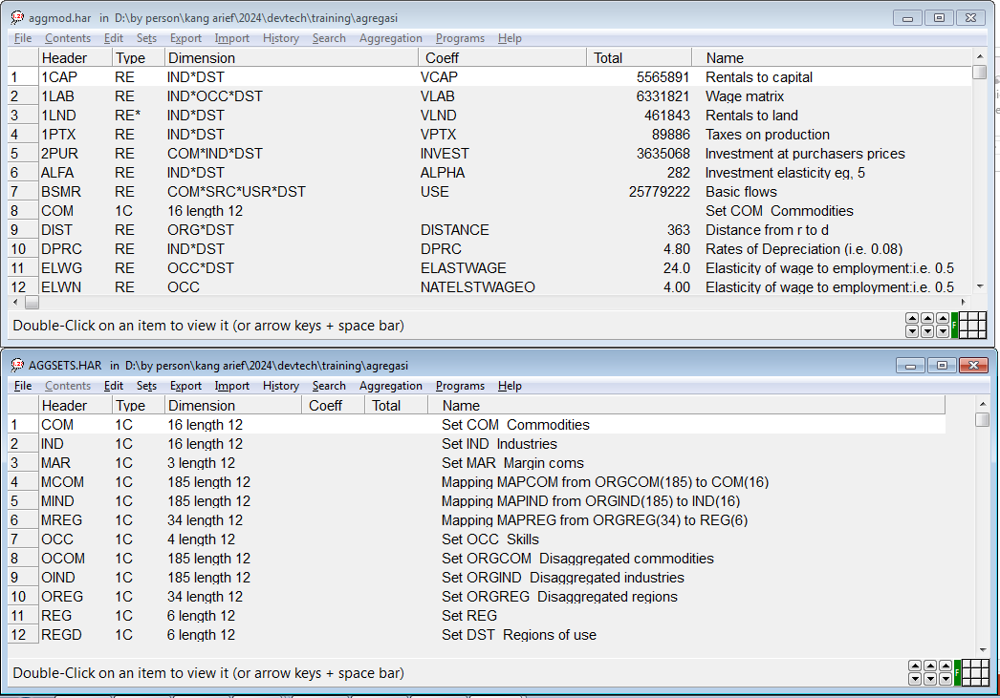 aggmod.har in D:\by person\kang arief\2024\devtech\training\agregasi
File Contents Edit Sets Export Import History Search Aggregation Programs Help
Header Type Dimension Coeff Total Name
1 1CAP RE IND*DST VCAP 5565891 Rentals to capital
2 1LAB RE IND*OCC*DST VLAB 6331821 Wage matrix
3 1LND RE* IND*DST VLND 461843 Rentals to land
4 1PTX RE IND*DST VPTX 89886 Taxes on production
5 2PUR RE COM*IND*DST INVEST 3635068 Investment at purchasers prices
6 ALFA RE IND*DST ALPHA 282 Investment elasticity eg, 5
7 BSMR RE COM*SRC*USR*DST USE 25779222 Basic flows
8 COM 1C 16 length 12 Set COM Commodities
9 DIST RE ORG*DST DISTANCE 363 Distance from r to d
10 DPRC RE IND*DST DPRC 4.80 Rates of Depreciation (i.e. 0.08)
11 ELWG RE OCC*DST ELASTWAGE 24.0 Elasticity of wage to employment:i.e. 0.5
12 ELWN RE OCC NATELSTWAGEO 4.00 Elasticity of wage to employment:i.e. 0.5
Double-Click on an item to view it (or arrow keys + space bar)
F
AGGSETS.HAR in D:\by person\kang arief\2024\devtech\training\agregasi
File Contents Edit Sets Export Import History Search Aggregation Programs Help
Header Type Dimension Coeff Total Name
1 COM 1C 16 length 12 Set COM Commodities
2 IND 1C 16 length 12 Set IND Industries
3 MAR 1C 3 length 12 Set MAR Margin coms
4 MCOM 1C 185 length 12 Mapping MAPCOM from ORGCOM(185) to COM(16)
5 MIND 1C 185 length 12 Mapping MAPIND from ORGIND(185) to IND(16)
6 MREG 1C 34 length 12 Mapping MAPREG from ORGREG(34) to REG(6)
7 OCC 1C 4 length 12 Set OCC Skills
8 OCOM 1C 185 length 12 Set ORGCOM Disaggregated commodities
9 OIND 1C 185 length 12 Set ORGIND Disaggregated industries
10 OREG 1C 34 length 12 Set ORGREG Disaggregated regions
11 REG 1C 6 length 12 Set REG
12 REGD 1C 6 length 12 Set DST Regions of use
Double-Click on an item to view it (or arrow keys + space bar)
F